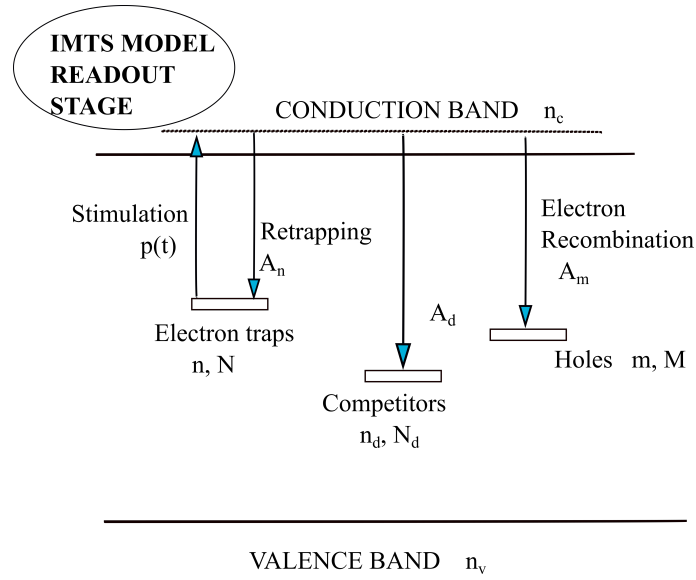 IMTS MODEL
READOUT
STAGE
CONDUCTION BAND n_c
Stimulation
p(t)
Retrapping
A_n
Electron
Recombination
A_m
A_d
Electron traps
n, N
Holes m, M
Competitors
n_d, N_d
VALENCE BAND n_v